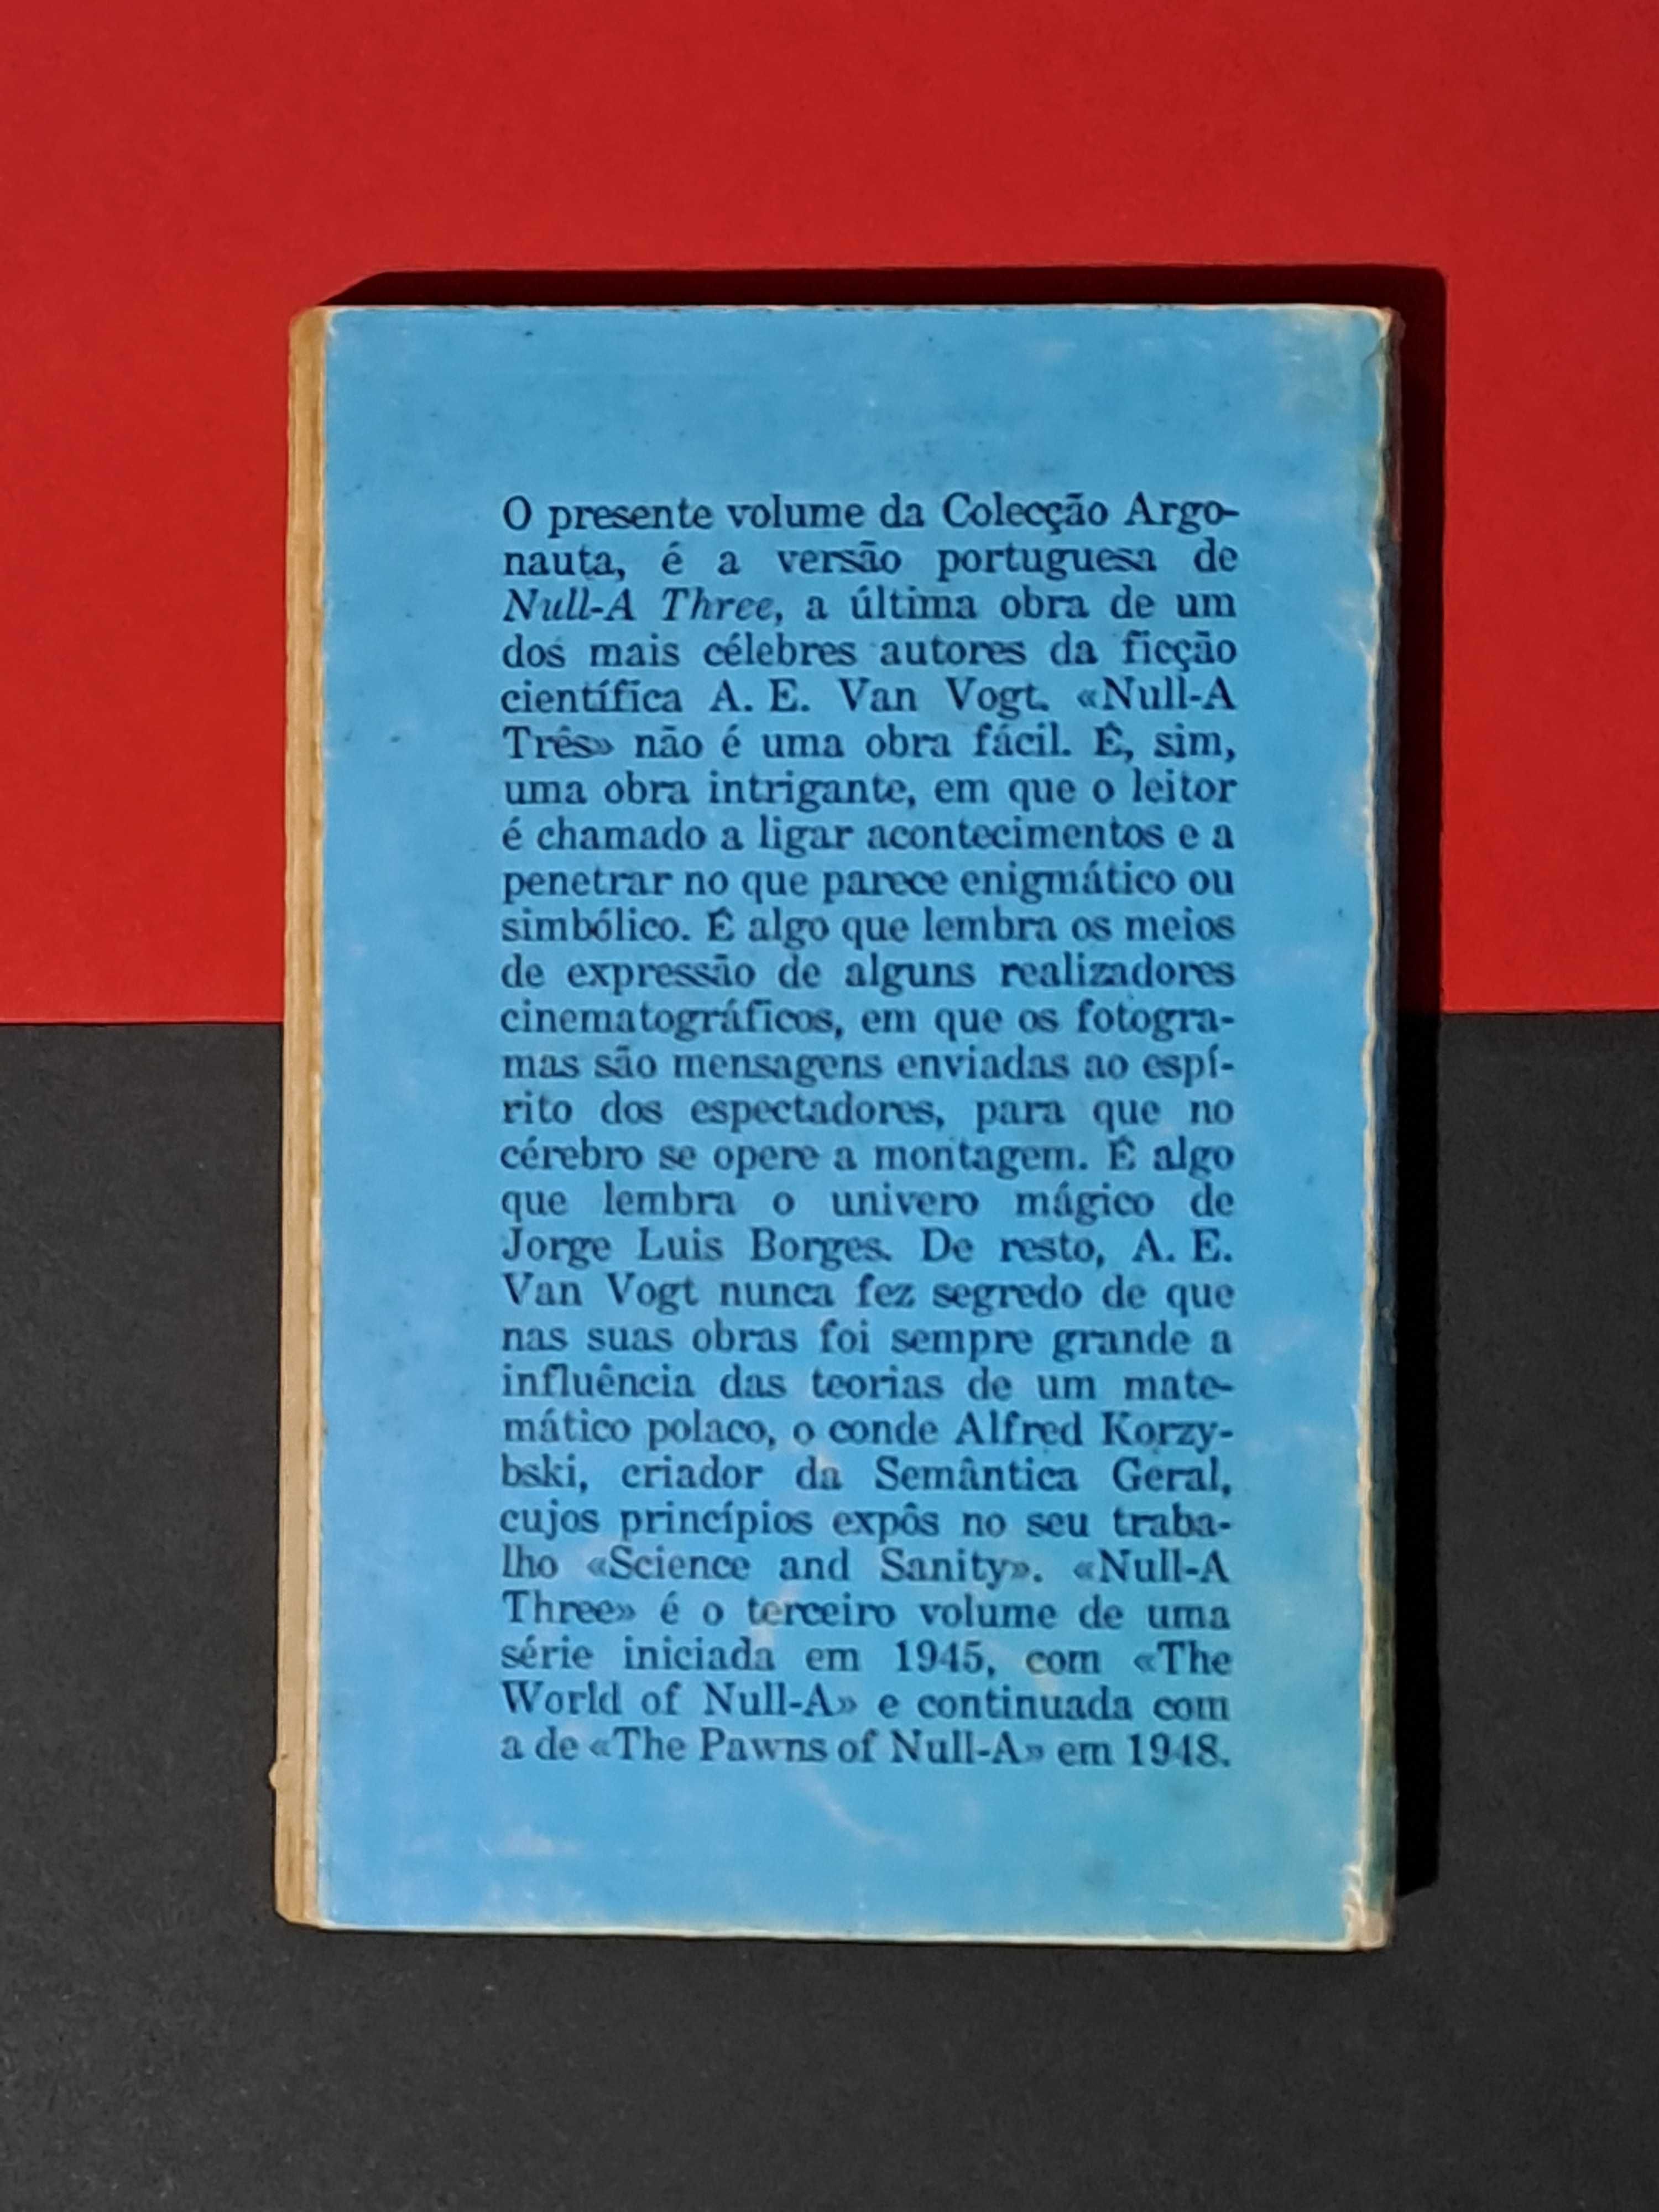 O presente volume da Colecção Argo-
nauta, é a versão portuguesa de
Null-A Three, a última obra de um
dos mais célebres autores da ficção
científica A. E. Van Vogt. «Null-A
Três» não é uma obra fácil. É, sim,
uma obra intrigante, em que o leitor
é chamado a ligar acontecimentos e a
penetrar no que parece enigmático ou
simbólico. É algo que lembra os meios
de expressão de alguns realizadores
cinematográficos, em que os fotogra-
mas são mensagens enviadas ao espí-
rito dos espectadores, para que no
cérebro se opere a montagem. É algo
que lembra o univero mágico de
Jorge Luis Borges. De resto, A. E.
Van Vogt nunca fez segredo de que
nas suas obras foi sempre grande a
influência das teorias de um mate-
mático polaco, o conde Alfred Korzy-
bski, criador da Semântica Geral,
cujos princípios expôs no seu traba-
lho «Science and Sanity». «Null-A
Three» é o terceiro volume de uma
série iniciada em 1945, com «The
World of Null-A» e continuada com
a de «The Pawns of Null-A» em 1948.